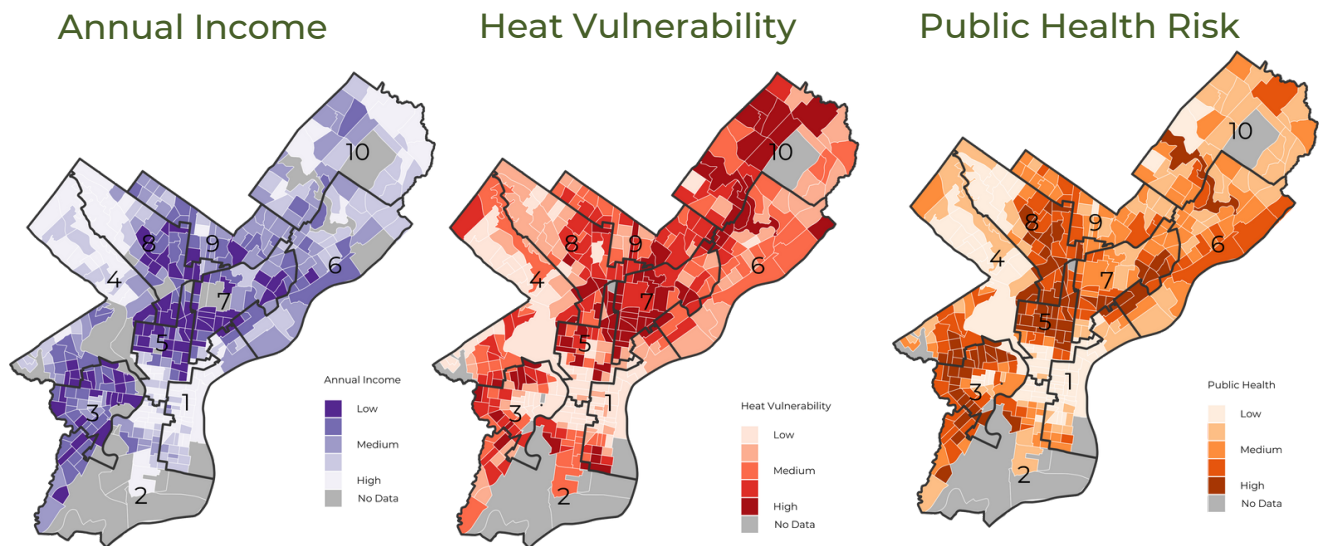 Annual Income
Heat Vulnerability
Public Health Risk
10
8
9
4
7
6
5
3
1
2
Annual Income
Low
Medium
High
No Data
10
8
9
4
7
6
5
3
1
2
Heat Vulnerability
Low
Medium
High
No Data
10
8
9
4
7
6
5
3
1
2
Public Health
Low
Medium
High
No Data